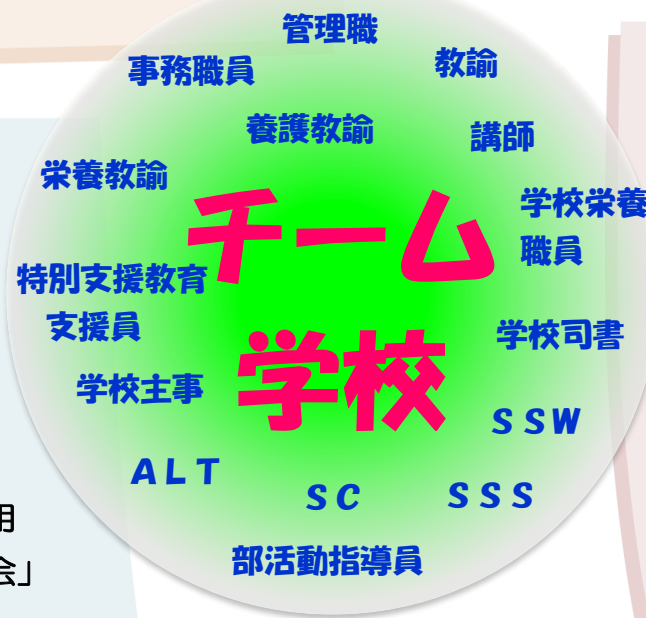 管理職
事務職員
教諭
養護教諭
講師
栄養教諭
チーム
学校
学校栄養
職員
特別支援教育
支援員
学校司書
学校主事
SSW
ALT
SC
SSS
部活動指導員
用
会」